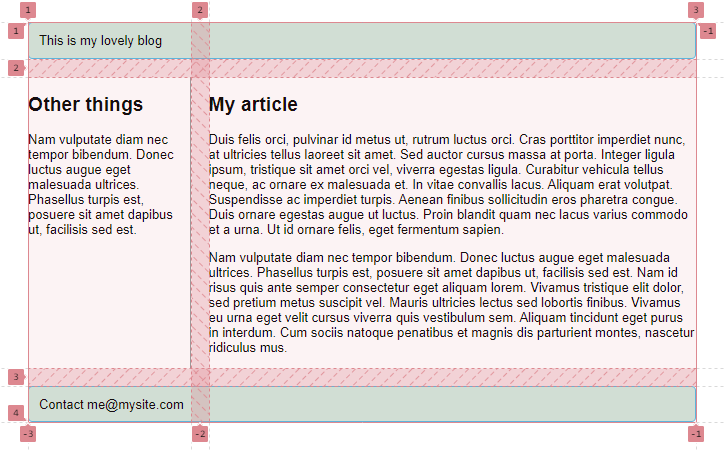 1 2 3
1 This is my lovely blog -1
2
Other things
Nam vulputate diam nec
tempor bibendum. Donec
luctus augue eget
malesuada ultrices.
Phasellus turpis est,
posuere sit amet dapibus
ut, facilisis sed est.
My article
Duis felis orci, pulvinar id metus ut, rutrum luctus orci. Cras porttitor imperdiet nunc,
at ultricies tellus laoreet sit amet. Sed auctor cursus massa at porta. Integer ligula
ipsum, tristique sit amet orci vel, viverra egestas ligula. Curabitur vehicula tellus
neque, ac ornare ex malesuada et. In vitae convallis lacus. Aliquam erat volutpat.
Suspendisse ac imperdiet turpis. Aenean finibus sollicitudin eros pharetra congue.
Duis ornare egestas augue ut luctus. Proin blandit quam nec lacus varius commodo
et a urna. Ut id ornare felis, eget fermentum sapien.
Nam vulputate diam nec tempor bibendum. Donec luctus augue eget malesuada
ultrices. Phasellus turpis est, posuere sit amet dapibus ut, facilisis sed est. Nam id
risus quis ante semper consectetur eget aliquam lorem. Vivamus tristique elit dolor,
sed pretium metus suscipit vel. Mauris ultricies lectus sed lobortis finibus. Vivamus
eu urna eget velit cursus viverra quis vestibulum sem. Aliquam tincidunt eget purus
in interdum. Cum sociis natoque penatibus et magnis dis parturient montes, nascetur
ridiculus mus.
3
4 Contact me@mysite.com
-3 -2 -1